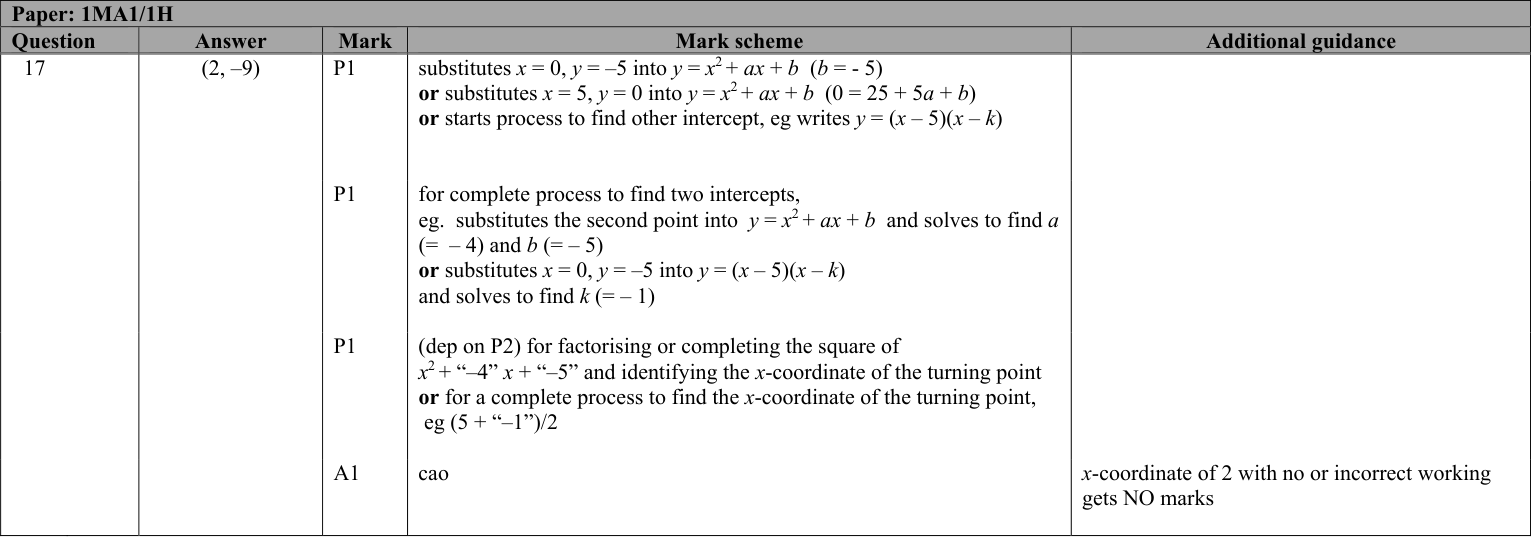 Paper: 1MA1/1H
Question Answer Mark Mark scheme Additional guidance
17 (2, –9) P1 substitutes x = 0, y = –5 into y = x² + ax + b (b = - 5)
or substitutes x = 5, y = 0 into y = x² + ax + b (0 = 25 + 5a + b)
or starts process to find other intercept, eg writes y = (x – 5)(x – k)
P1 for complete process to find two intercepts,
eg. substitutes the second point into y = x² + ax + b and solves to find a
(= – 4) and b (= – 5)
or substitutes x = 0, y = –5 into y = (x – 5)(x – k)
and solves to find k (= – 1)
P1 (dep on P2) for factorising or completing the square of
x² + “–4” x + “–5” and identifying the x-coordinate of the turning point
or for a complete process to find the x-coordinate of the turning point,
eg (5 + “–1”)/2
A1 cao x-coordinate of 2 with no or incorrect working
gets NO marks